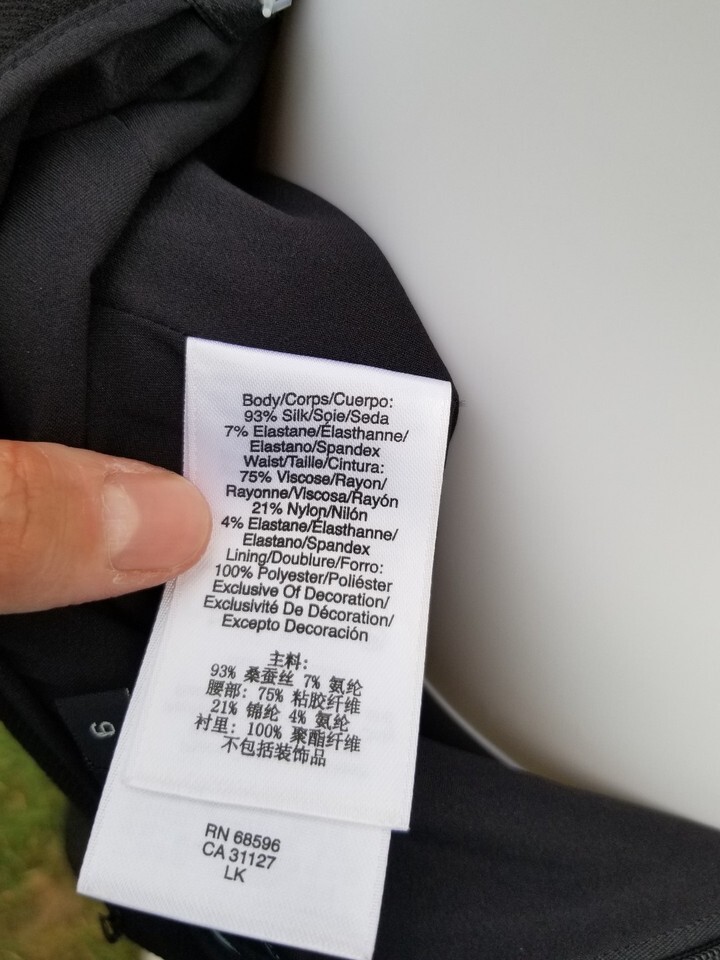 Body/Corps/Cuerpo:
93% Silk/Soie/Seda
7% Elastane/Élasthanne/
Elastano/Spandex
Waist/Taille/Cintura:
75% Viscose/Rayon/
Rayonne/Viscosa/Rayón
21% Nylon/Nilón
4% Elastane/Élasthanne/
Elastano/Spandex
Lining/Doublure/Forro:
100% Polyester/Poliéster
Exclusive Of Decoration/
Exclusivité De Décoration/
Excepto Decoración
主料:
93% 桑蚕丝 7% 氨纶
腰部: 75% 粘胶纤维
21% 锦纶 4% 氨纶
衬里: 100% 聚酯纤维
不包括装饰品
RN 68596
CA 31127
LK